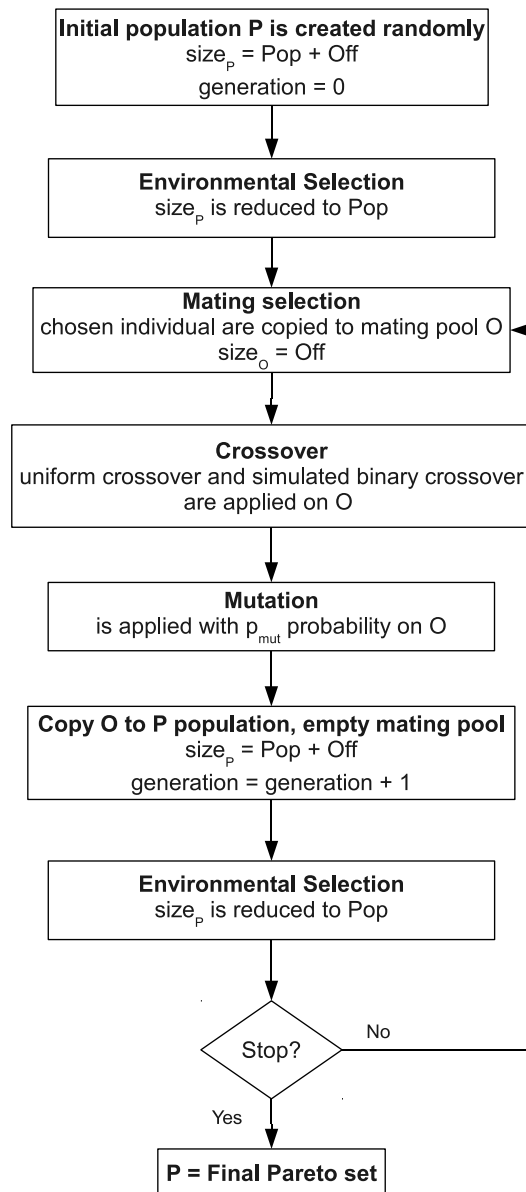 Initial population P is created randomly
size_P = Pop + Off
generation = 0
Environmental Selection
size_P is reduced to Pop
Mating selection
chosen individual are copied to mating pool O
size_O = Off
Crossover
uniform crossover and simulated binary crossover
are applied on O
Mutation
is applied with p_mut probability on O
Copy O to P population, empty mating pool
size_P = Pop + Off
generation = generation + 1
Environmental Selection
size_P is reduced to Pop
Stop?
No
Yes
P = Final Pareto set